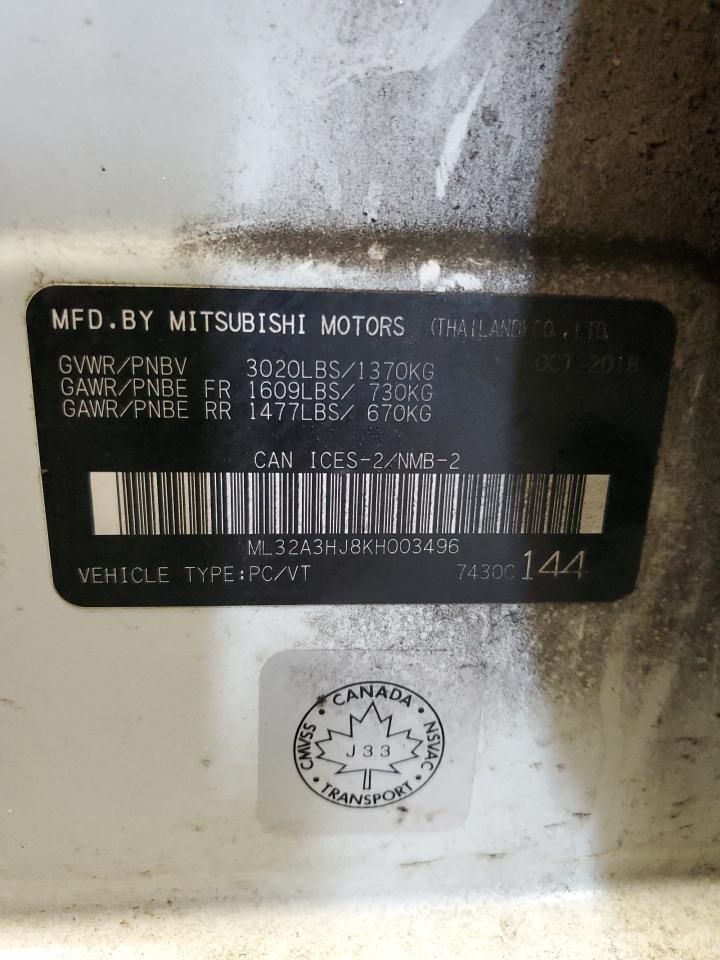 MFD.BY MITSUBISHI MOTORS (THAILAND) CO.,LTD.
GVWR/PNBV 3020LBS/1370KG OCT 2018
GAWR/PNBE FR 1609LBS/ 730KG
GAWR/PNBE RR 1477LBS/ 670KG
CAN ICES-2/NMB-2
ML32A3HJ8KH003496
VEHICLE TYPE:PC/VT 7430C 144
CANADA
CMVSS J33 NSVAC
TRANSPORT